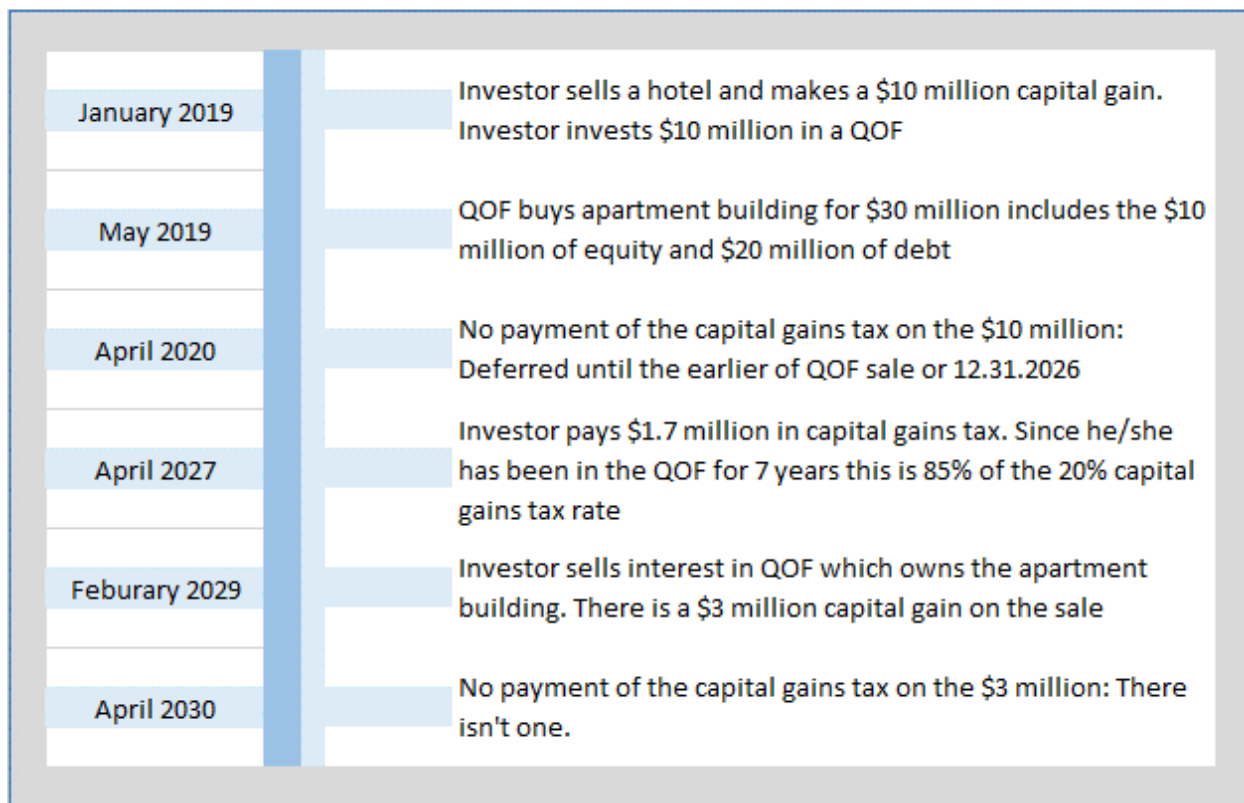 January 2019
Investor sells a hotel and makes a $10 million capital gain.
Investor invests $10 million in a QOF
May 2019
QOF buys apartment building for $30 million includes the $10
million of equity and $20 million of debt
April 2020
No payment of the capital gains tax on the $10 million:
Deferred until the earlier of QOF sale or 12.31.2026
April 2027
Investor pays $1.7 million in capital gains tax. Since he/she
has been in the QOF for 7 years this is 85% of the 20% capital
gains tax rate
Feburary 2029
Investor sells interest in QOF which owns the apartment
building. There is a $3 million capital gain on the sale
April 2030
No payment of the capital gains tax on the $3 million: There
isn't one.